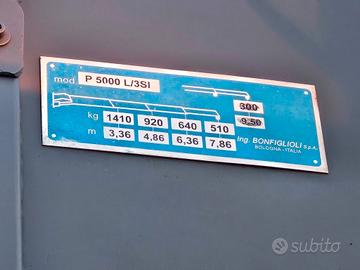 mod P 5000 L/3SI
300
9,50
kg 1410 920 640 510
m 3,36 4,86 6,36 7,86
Ing. BONFIGLIOLI S.p.A.
BOLOGNA - ITALIA
subito